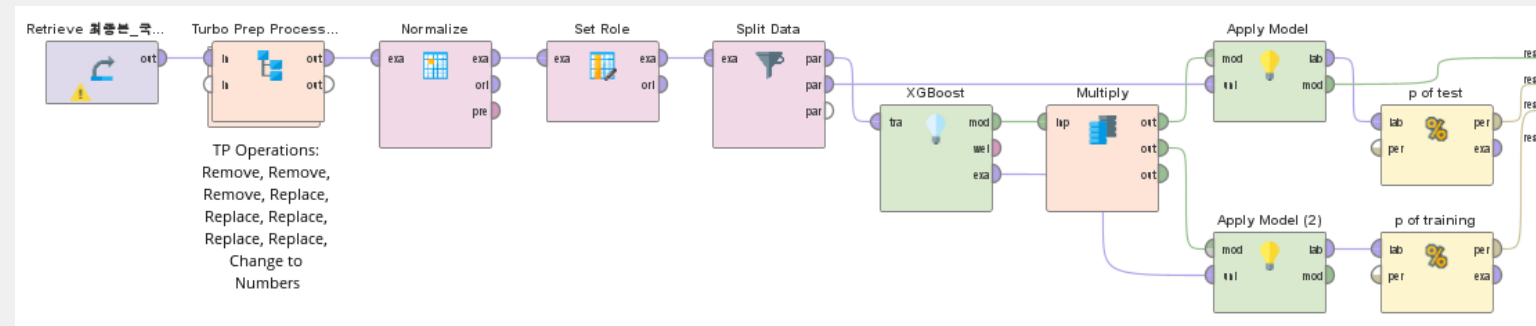 Retrieve 최종본_국...
Turbo Prep Process...
Normalize
Set Role
Split Data
Apply Model
out
In
out
In
out
exa
exa
ori
pre
exa
exa
ori
exa
par
par
par
mod
lab
unl
mod
res
res
res
res
XGBoost
Multiply
p of test
tra
mod
wei
exa
inp
out
out
out
lab
per
per
exa
TP Operations:
Remove, Remove,
Remove, Replace,
Replace, Replace,
Replace, Replace,
Change to
Numbers
Apply Model (2)
p of training
mod
lab
unl
mod
lab
per
per
exa